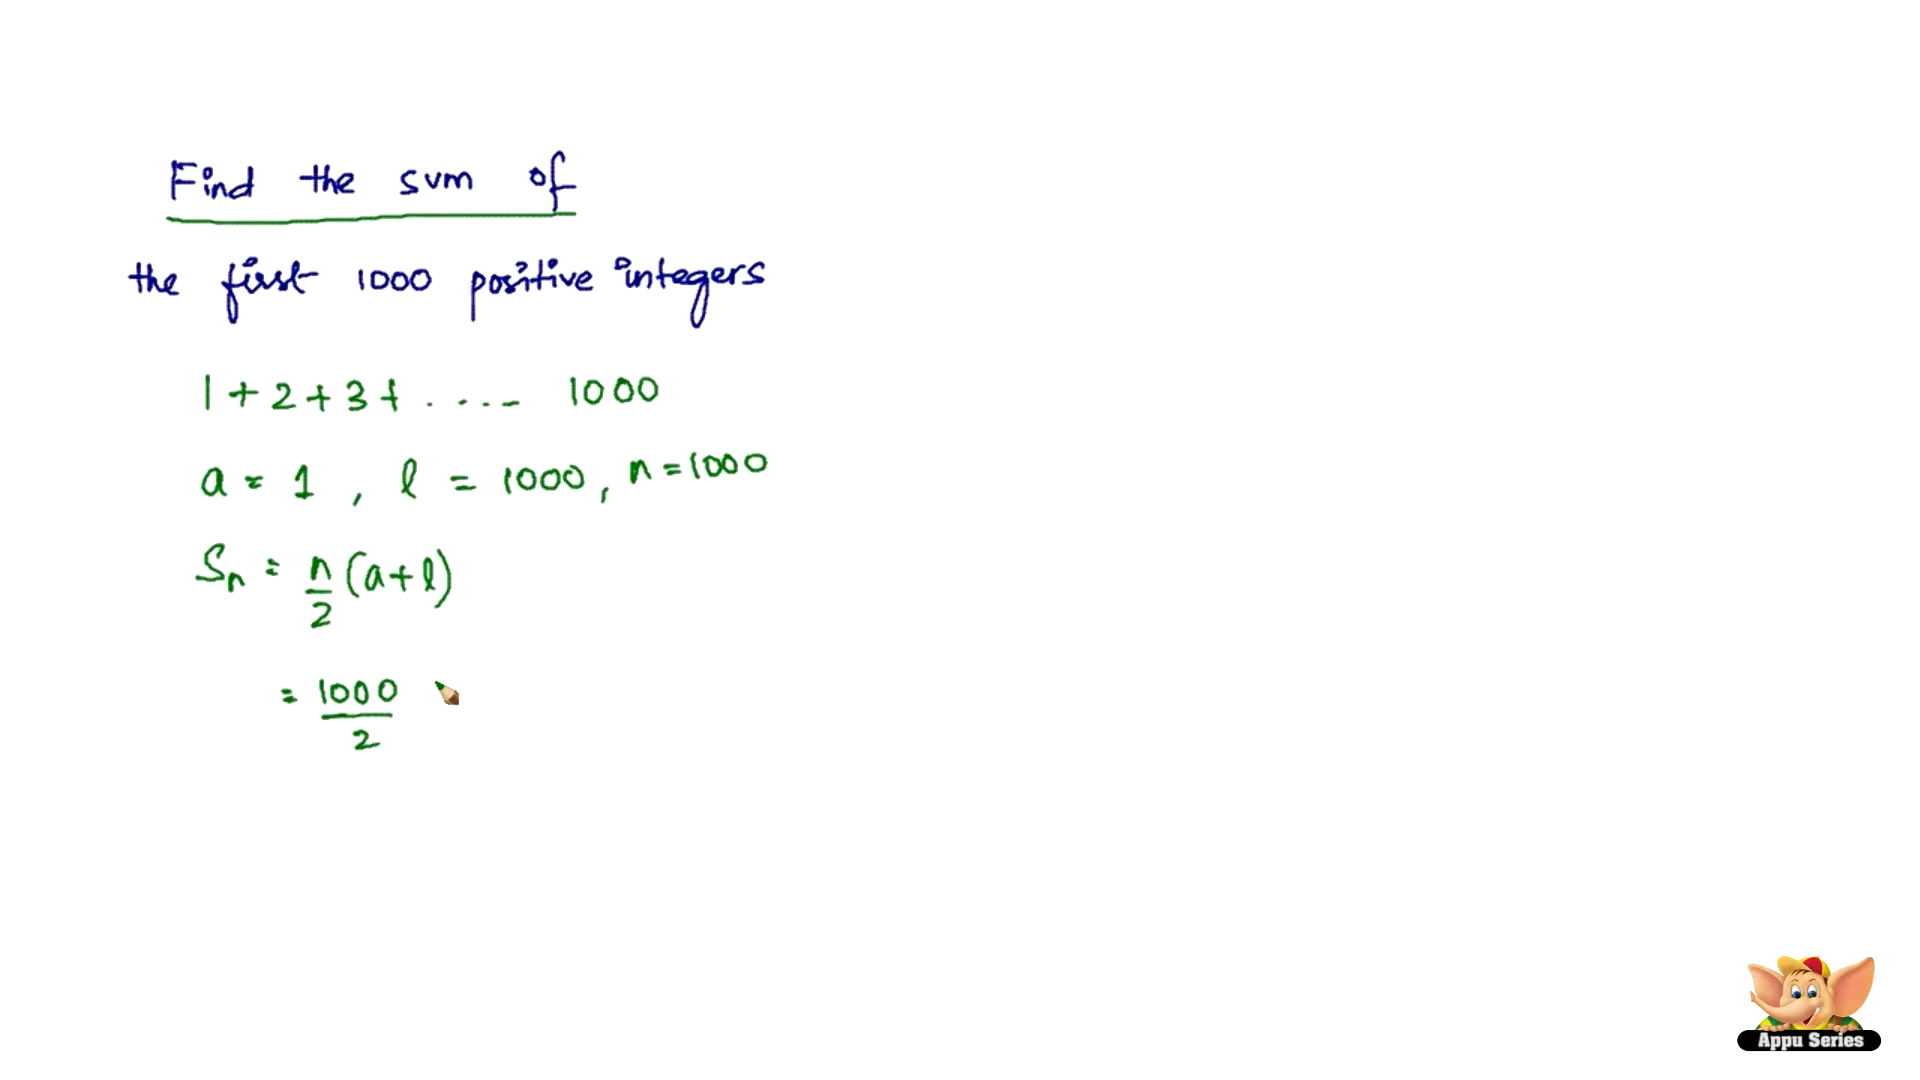 Find the sum of
the first 1000 positive integers
1 + 2 + 3 + ..... 1000
a = 1 , l = 1000, n = 1000
Sn = n/2 (a+l)
= 1000/2
Appu Series